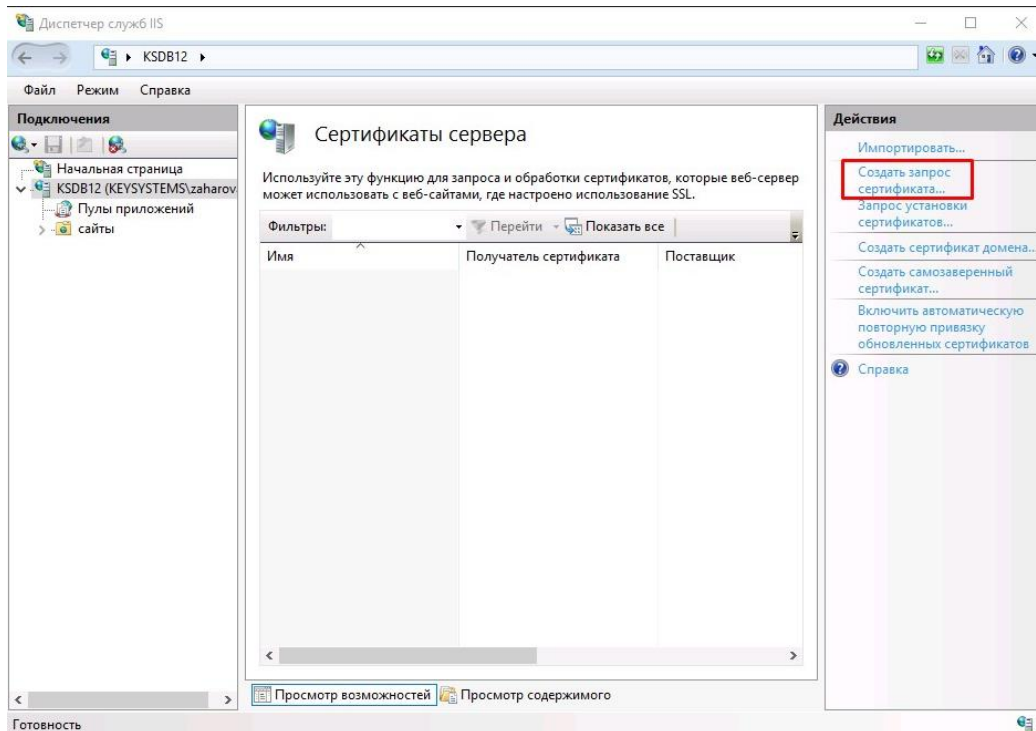 Диспетчер служб IIS
KSDB12
Файл Режим Справка
Подключения
Начальная страница
KSDB12 (KEYSYSTEMS\zaharov
Пулы приложений
сайты
Сертификаты сервера
Используйте эту функцию для запроса и обработки сертификатов, которые веб-сервер
может использовать с веб-сайтами, где настроено использование SSL.
Фильтры: Перейти Показать все
Имя Получатель сертификата Поставщик
Просмотр возможностей Просмотр содержимого
Действия
Импортировать...
Создать запрос
сертификата...
Запрос установки
сертификатов...
Создать сертификат домена...
Создать самозаверенный
сертификат...
Включить автоматическую
повторную привязку
обновленных сертификатов
Справка
Готовность